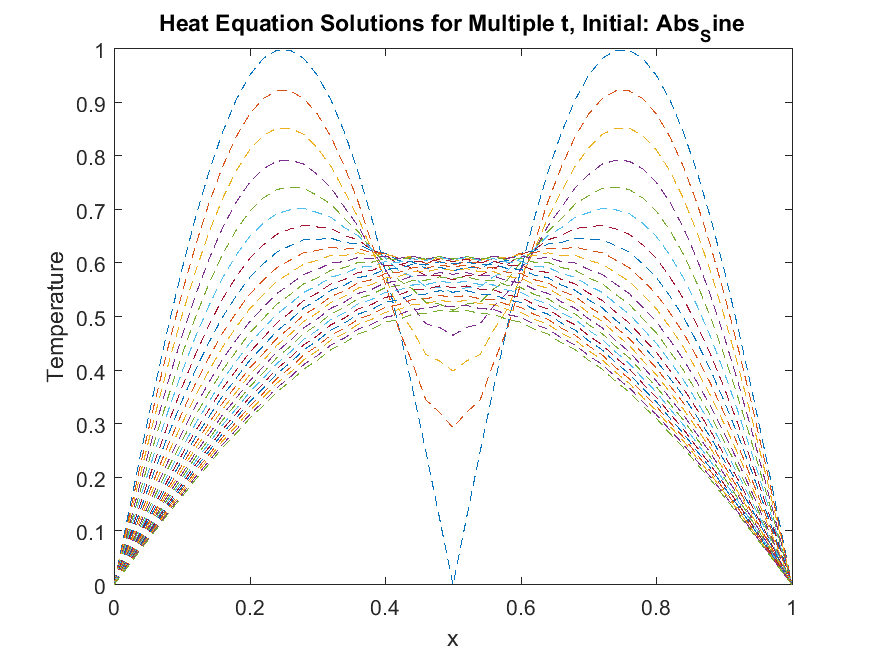 Heat Equation Solutions for Multiple t, Initial: Abs_Sine
1
0.9
0.8
0.7
0.6
0.5
0.4
0.3
0.2
0.1
0
Temperature
0 0.2 0.4 0.6 0.8 1
x